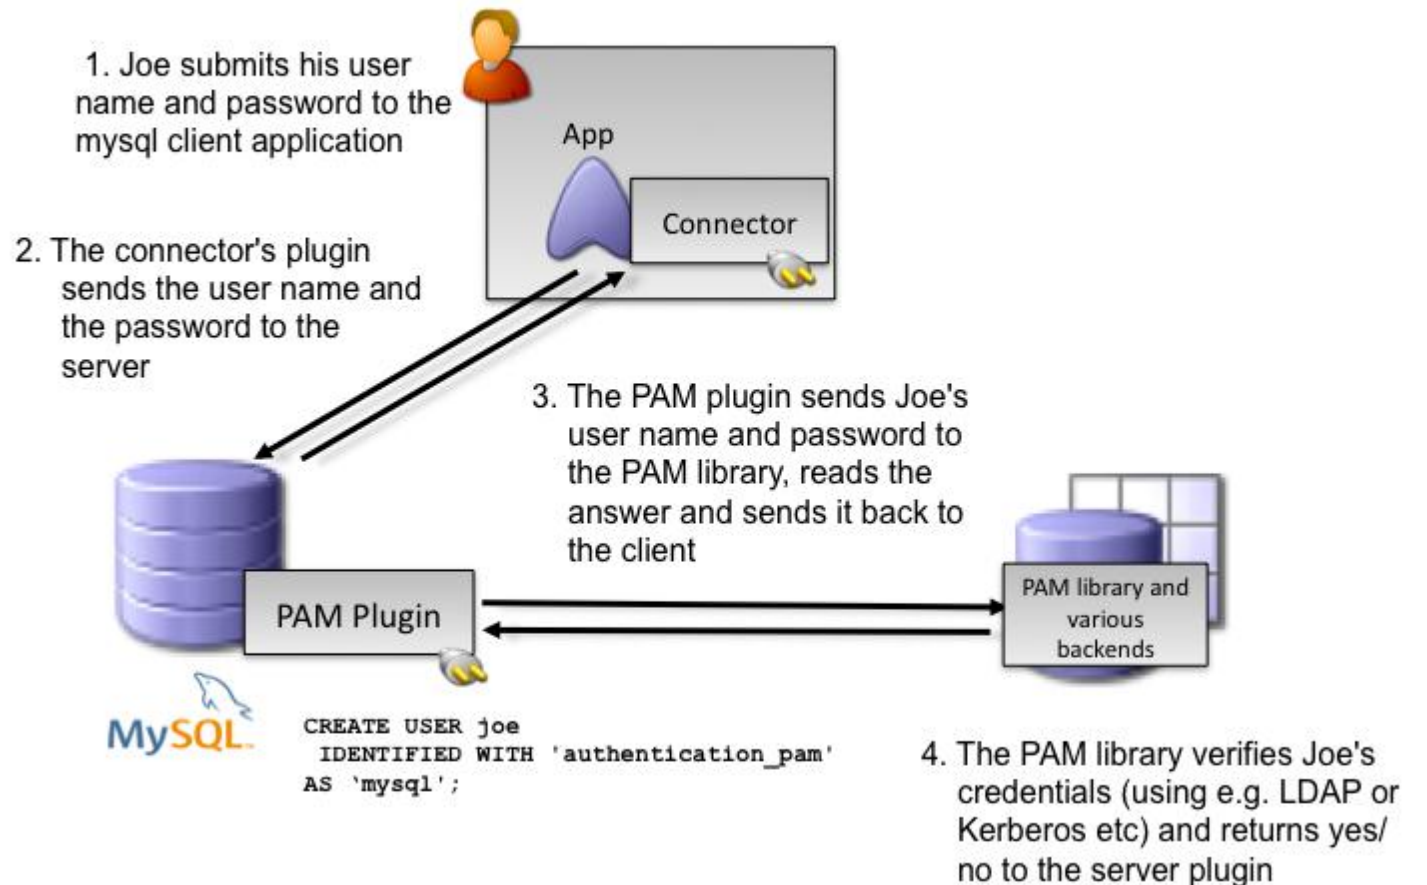 1. Joe submits his user
name and password to the
mysql client application
App
Connector
2. The connector's plugin
sends the user name and
the password to the
server
3. The PAM plugin sends Joe's
user name and password to
the PAM library, reads the
answer and sends it back to
the client
PAM Plugin
PAM library and
various
backends
MySQL™
CREATE USER joe
IDENTIFIED WITH 'authentication_pam'
AS `mysql';
4. The PAM library verifies Joe's
credentials (using e.g. LDAP or
Kerberos etc) and returns yes/
no to the server plugin